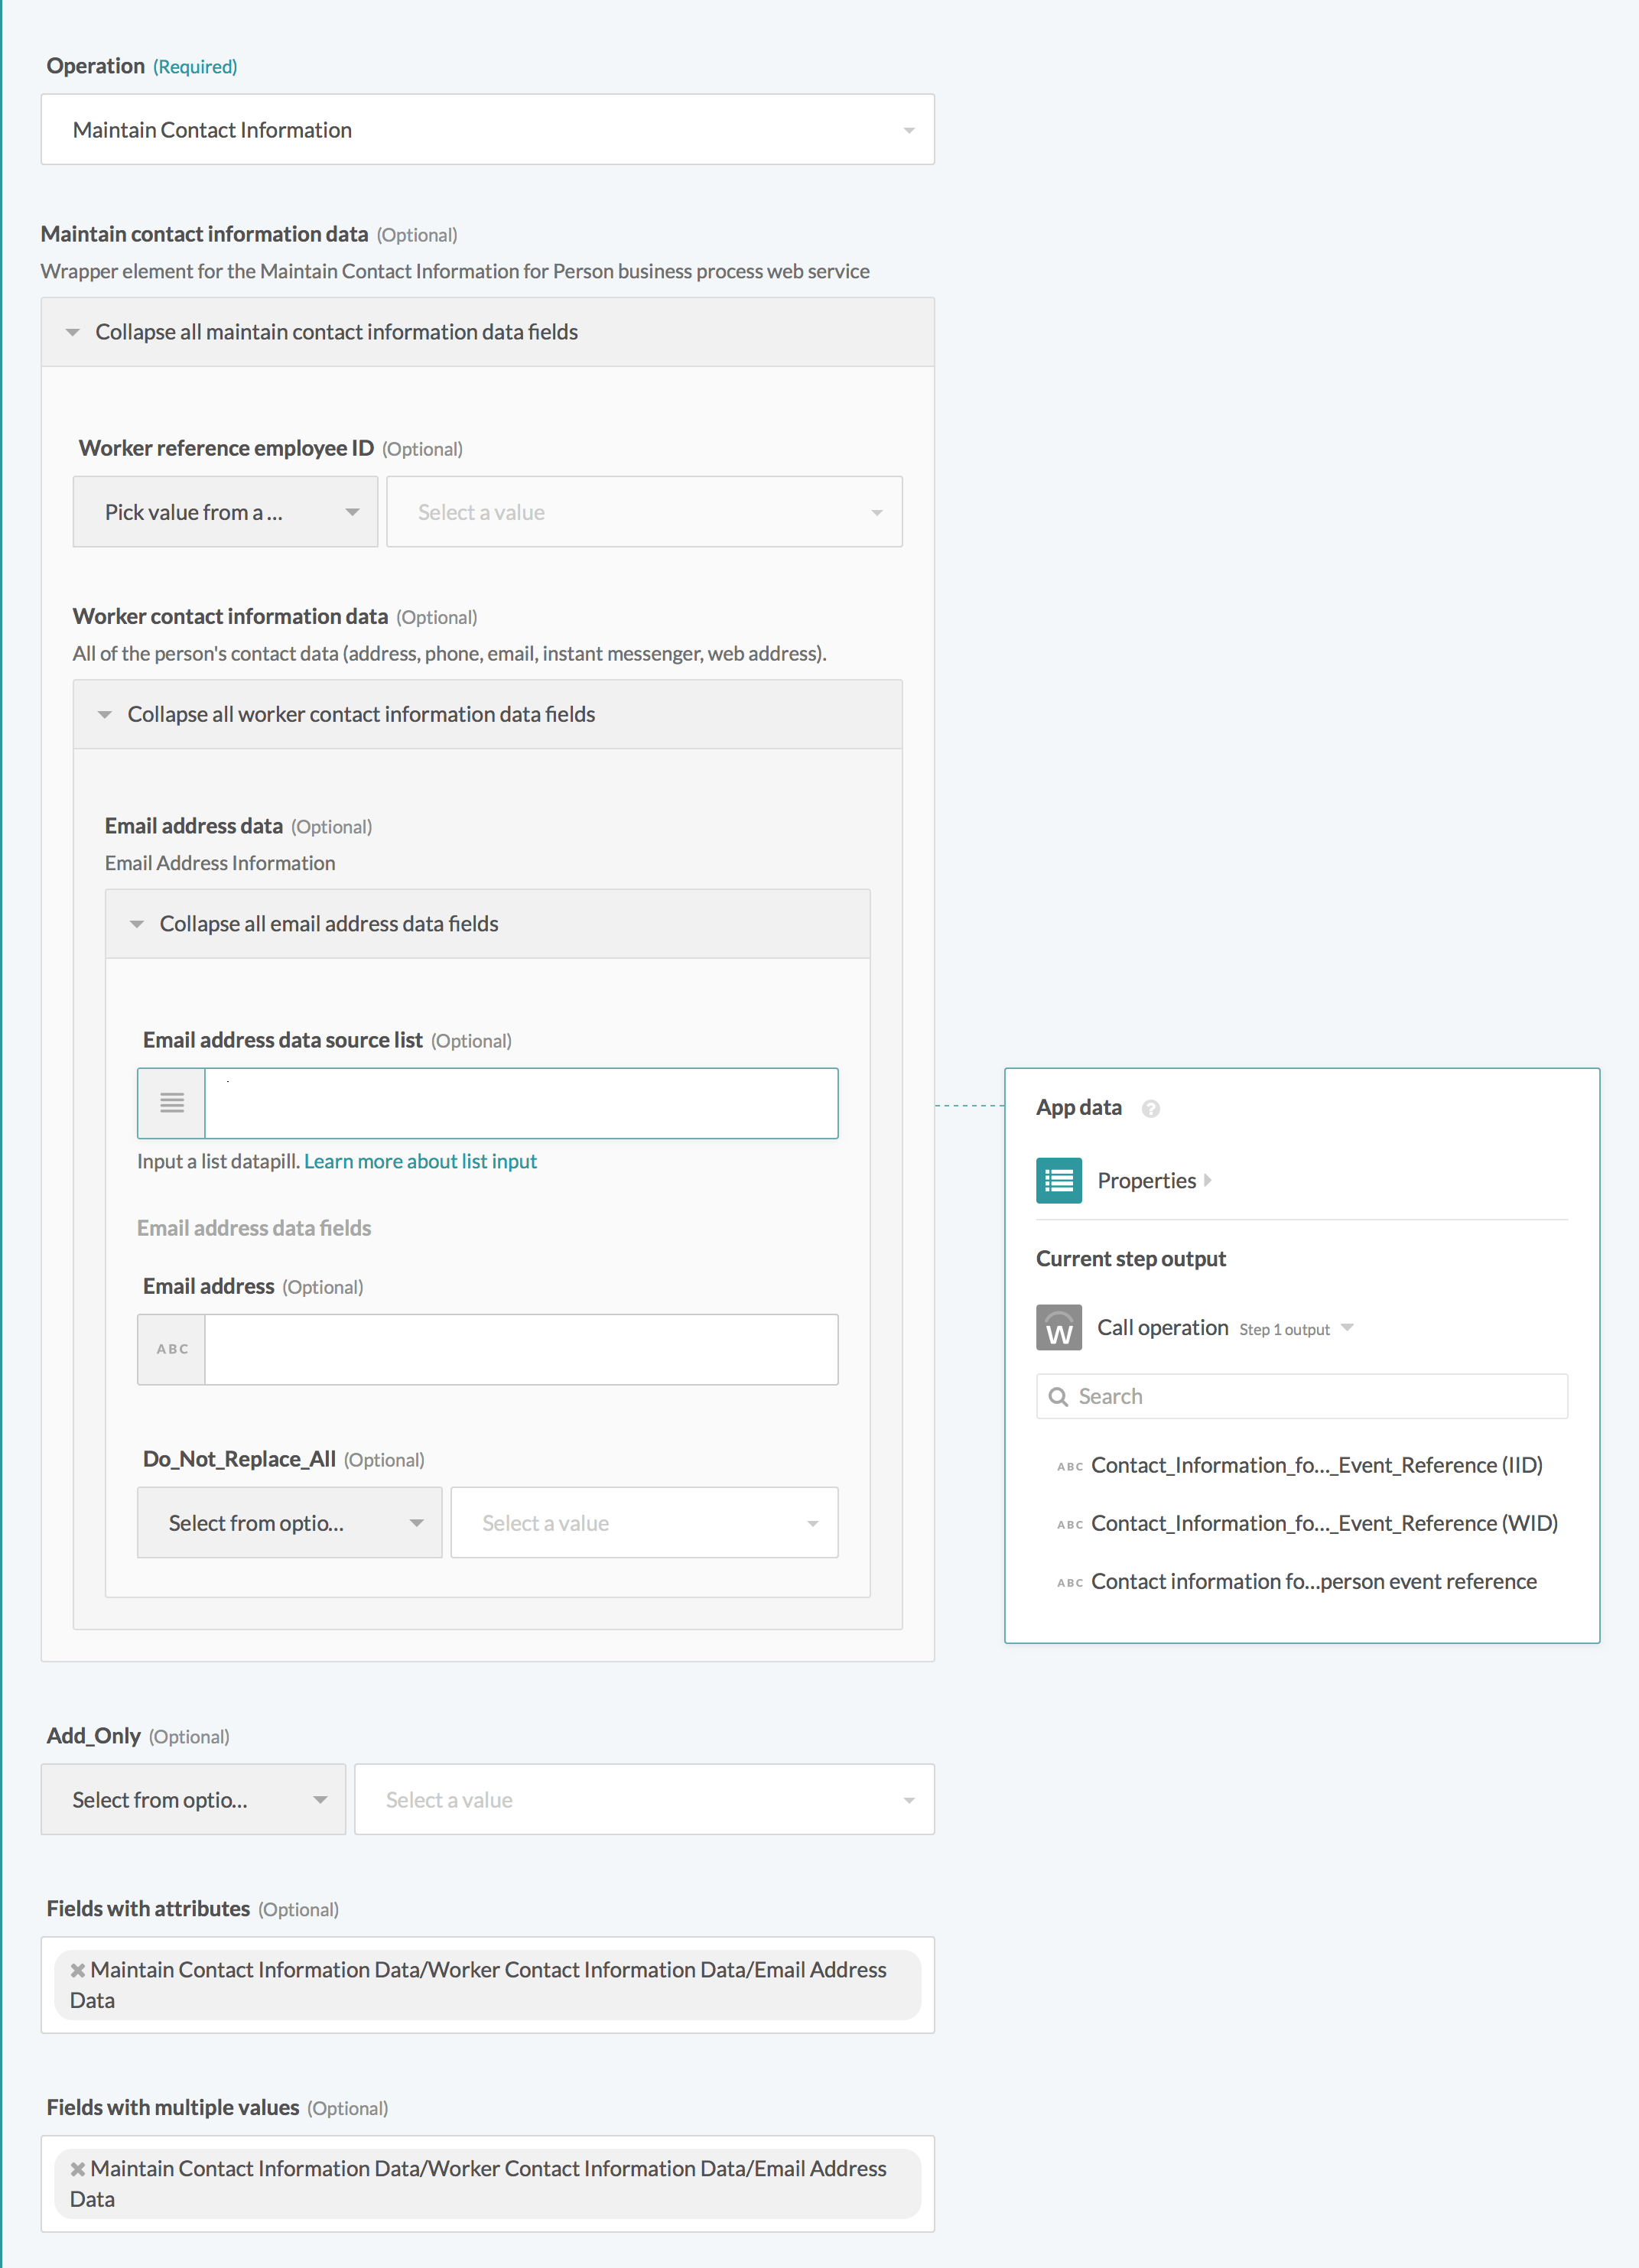 Operation (Required)
Maintain Contact Information
Maintain contact information data (Optional)
Wrapper element for the Maintain Contact Information for Person business process web service
Collapse all maintain contact information data fields
Worker reference employee ID (Optional)
Pick value from a ...
Select a value
Worker contact information data (Optional)
All of the person's contact data (address, phone, email, instant messenger, web address).
Collapse all worker contact information data fields
Email address data (Optional)
Email Address Information
Collapse all email address data fields
Email address data source list (Optional)
Input a list datapill. Learn more about list input
Email address data fields
Email address (Optional)
ABC
Do_Not_Replace_All (Optional)
Select from optio...
Select a value
App data ?
Properties
Current step output
W
Call operation Step 1 output
Search
ABC Contact_Information_fo..._Event_Reference (IID)
ABC Contact_Information_fo..._Event_Reference (WID)
ABC Contact information fo...person event reference
Add_Only (Optional)
Select from optio...
Select a value
Fields with attributes (Optional)
Maintain Contact Information Data/Worker Contact Information Data/Email Address
Data
Fields with multiple values (Optional)
Maintain Contact Information Data/Worker Contact Information Data/Email Address
Data